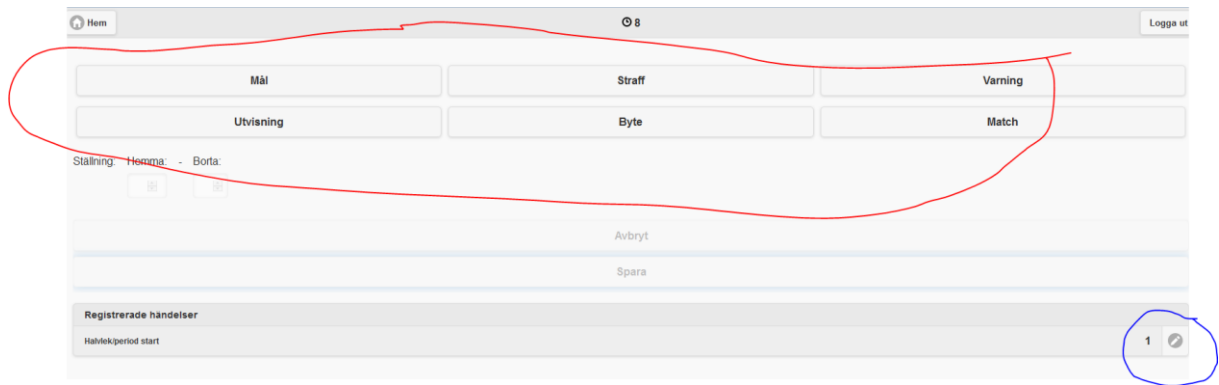 Hem 8 Logga ut
Mål Straff Varning
Utvisning Byte Match
Ställning: Hemma: - Borta:
Avbryt
Spara
Registrerade händelser
Halvlek/period start 1